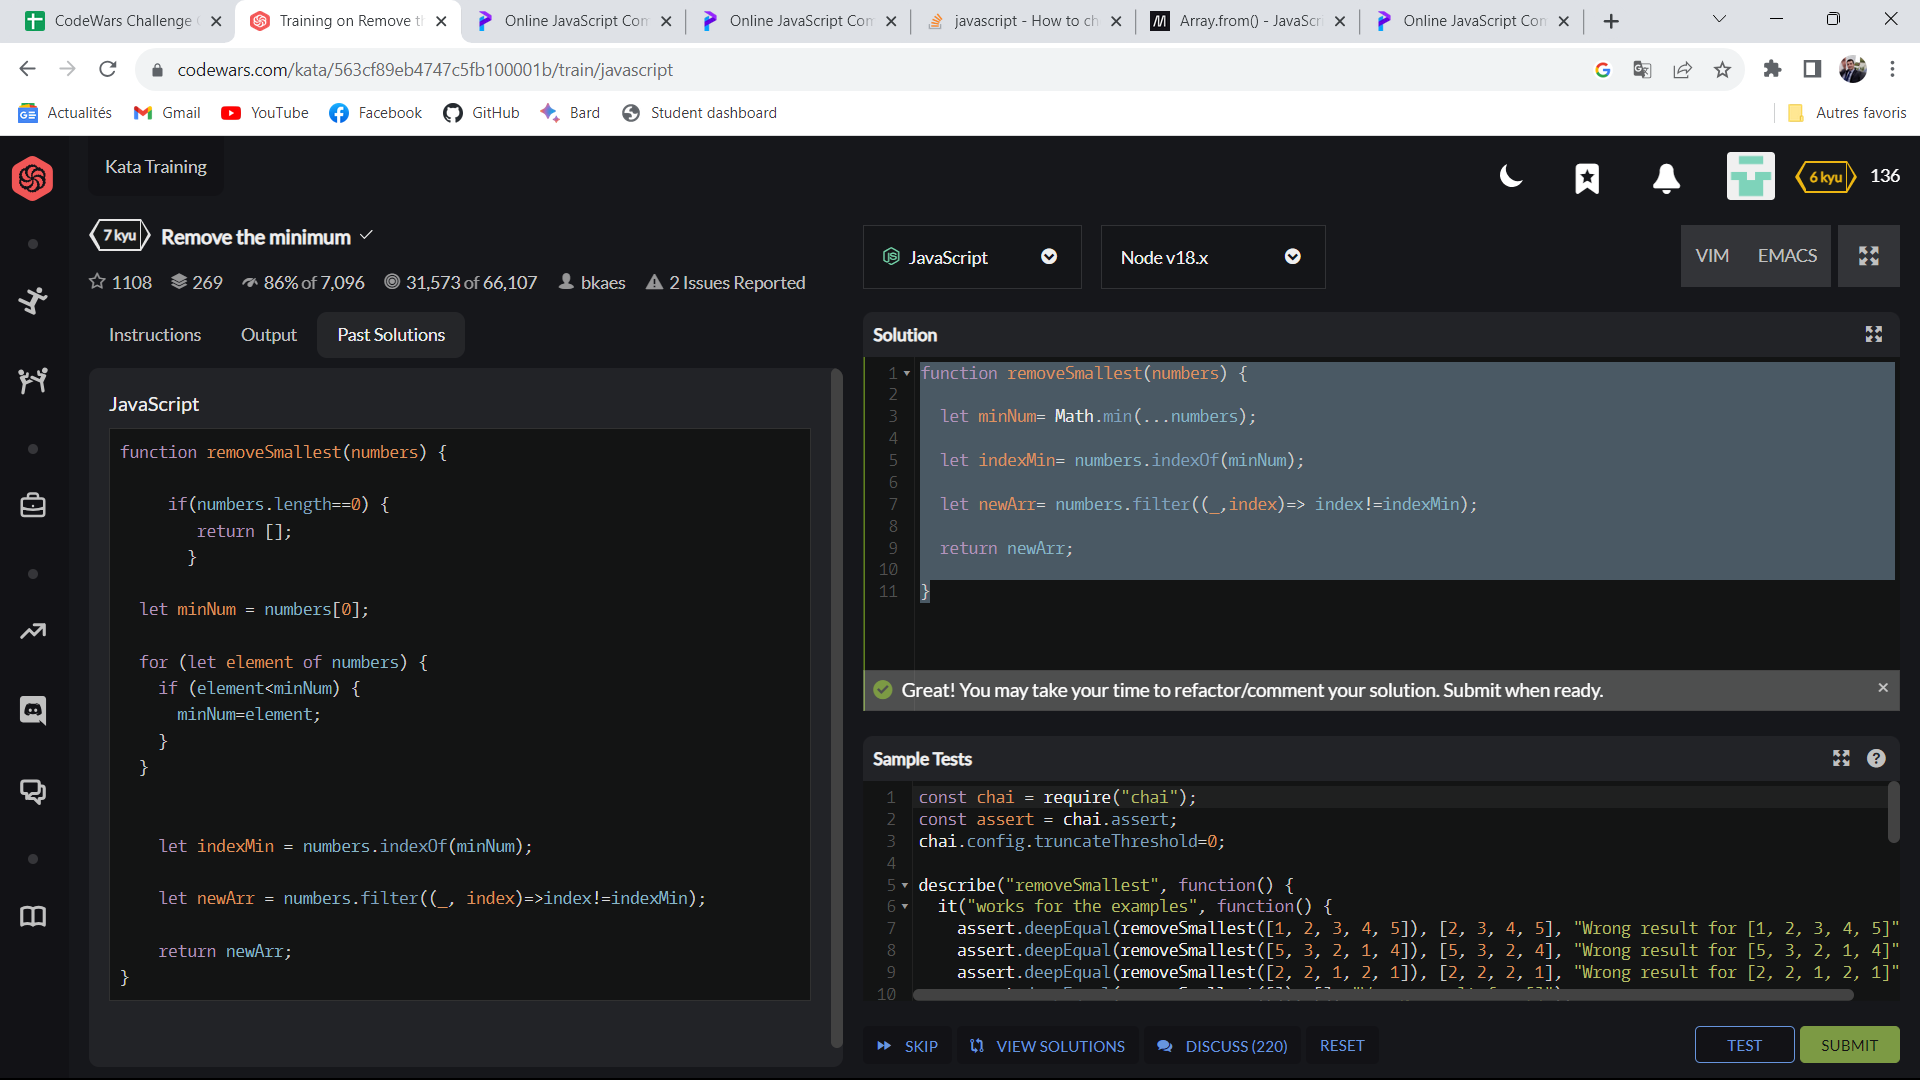 CodeWars Challenge
Training on Remove t
Online JavaScript Com
Online JavaScript Com
javascript - How to ch
Array.from() - JavaScri
Online JavaScript Com
codewars.com/kata/563cf89eb4747c5fb100001b/train/javascript
Actualités
Gmail
YouTube
Facebook
GitHub
Bard
Student dashboard
Autres favoris
Kata Training
6 kyu
136
7 kyu
Remove the minimum
1108
269
86% of 7,096
31,573 of 66,107
bkaes
2 Issues Reported
JavaScript
Node v18.x
VIM
EMACS
Instructions
Output
Past Solutions
JavaScript
function removeSmallest(numbers) {
if(numbers.length==0) {
return [];
}
let minNum = numbers[0];
for (let element of numbers) {
if (element<minNum) {
minNum=element;
}
}
let indexMin = numbers.indexOf(minNum);
let newArr = numbers.filter((_, index)=>index!=indexMin);
return newArr;
}
Solution
1 function removeSmallest(numbers) {
2
3 let minNum= Math.min(...numbers);
4
5 let indexMin= numbers.indexOf(minNum);
6
7 let newArr= numbers.filter((_,index)=> index!=indexMin);
8
9 return newArr;
10
11 }
Great! You may take your time to refactor/comment your solution. Submit when ready.
Sample Tests
1 const chai = require("chai");
2 const assert = chai.assert;
3 chai.config.truncateThreshold=0;
4
5 describe("removeSmallest", function() {
6 it("works for the examples", function() {
7 assert.deepEqual(removeSmallest([1, 2, 3, 4, 5]), [2, 3, 4, 5], "Wrong result for [1, 2, 3, 4, 5]"
8 assert.deepEqual(removeSmallest([5, 3, 2, 1, 4]), [5, 3, 2, 4], "Wrong result for [5, 3, 2, 1, 4]"
9 assert.deepEqual(removeSmallest([2, 2, 1, 2, 1]), [2, 2, 2, 1], "Wrong result for [2, 2, 1, 2, 1]"
10
SKIP
VIEW SOLUTIONS
DISCUSS (220)
RESET
TEST
SUBMIT